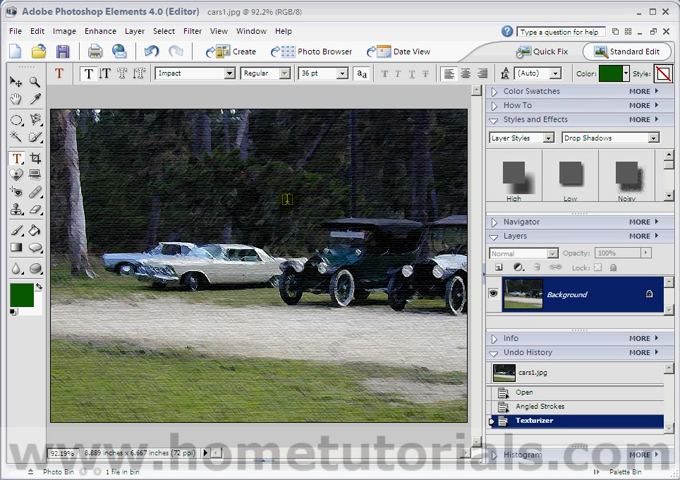 Adobe Photoshop Elements 4.0 (Editor) cars1.jpg @ 92.2% (RGB/8)
File Edit Image Enhance Layer Select Filter View Window Help Type a question for help
Create Photo Browser Date View Quick Fix Standard Edit
T T T T T Impact Regular 36 pt aa T T T T (Auto) Color: Style:
Color Swatches MORE
How To MORE
Styles and Effects MORE
Layer Styles Drop Shadows
High Low Noisy
Navigator MORE
Layers MORE
Normal Opacity: 100%
Lock:
Background
Info MORE
Undo History MORE
cars1.jpg
Open
Angled Strokes
Texturizer
Histogram MORE
www.hometutorials.com
92.19% 8.889 inches x 6.667 inches (72 ppi)
Photo Bin 1 file in bin Palette Bin